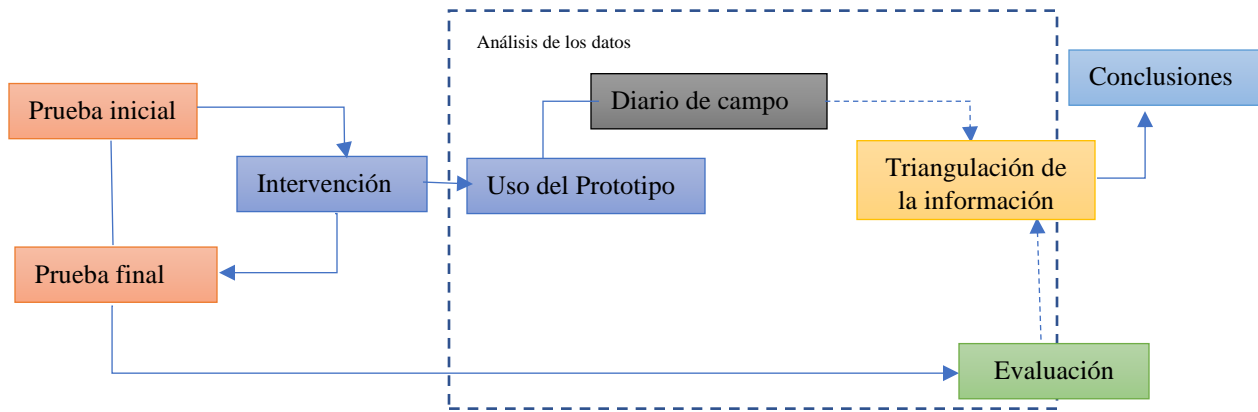 Análisis de los datos
Conclusiones
Prueba inicial
Diario de campo
Intervención
Uso del Prototipo
Triangulación de
la información
Prueba final
Evaluación